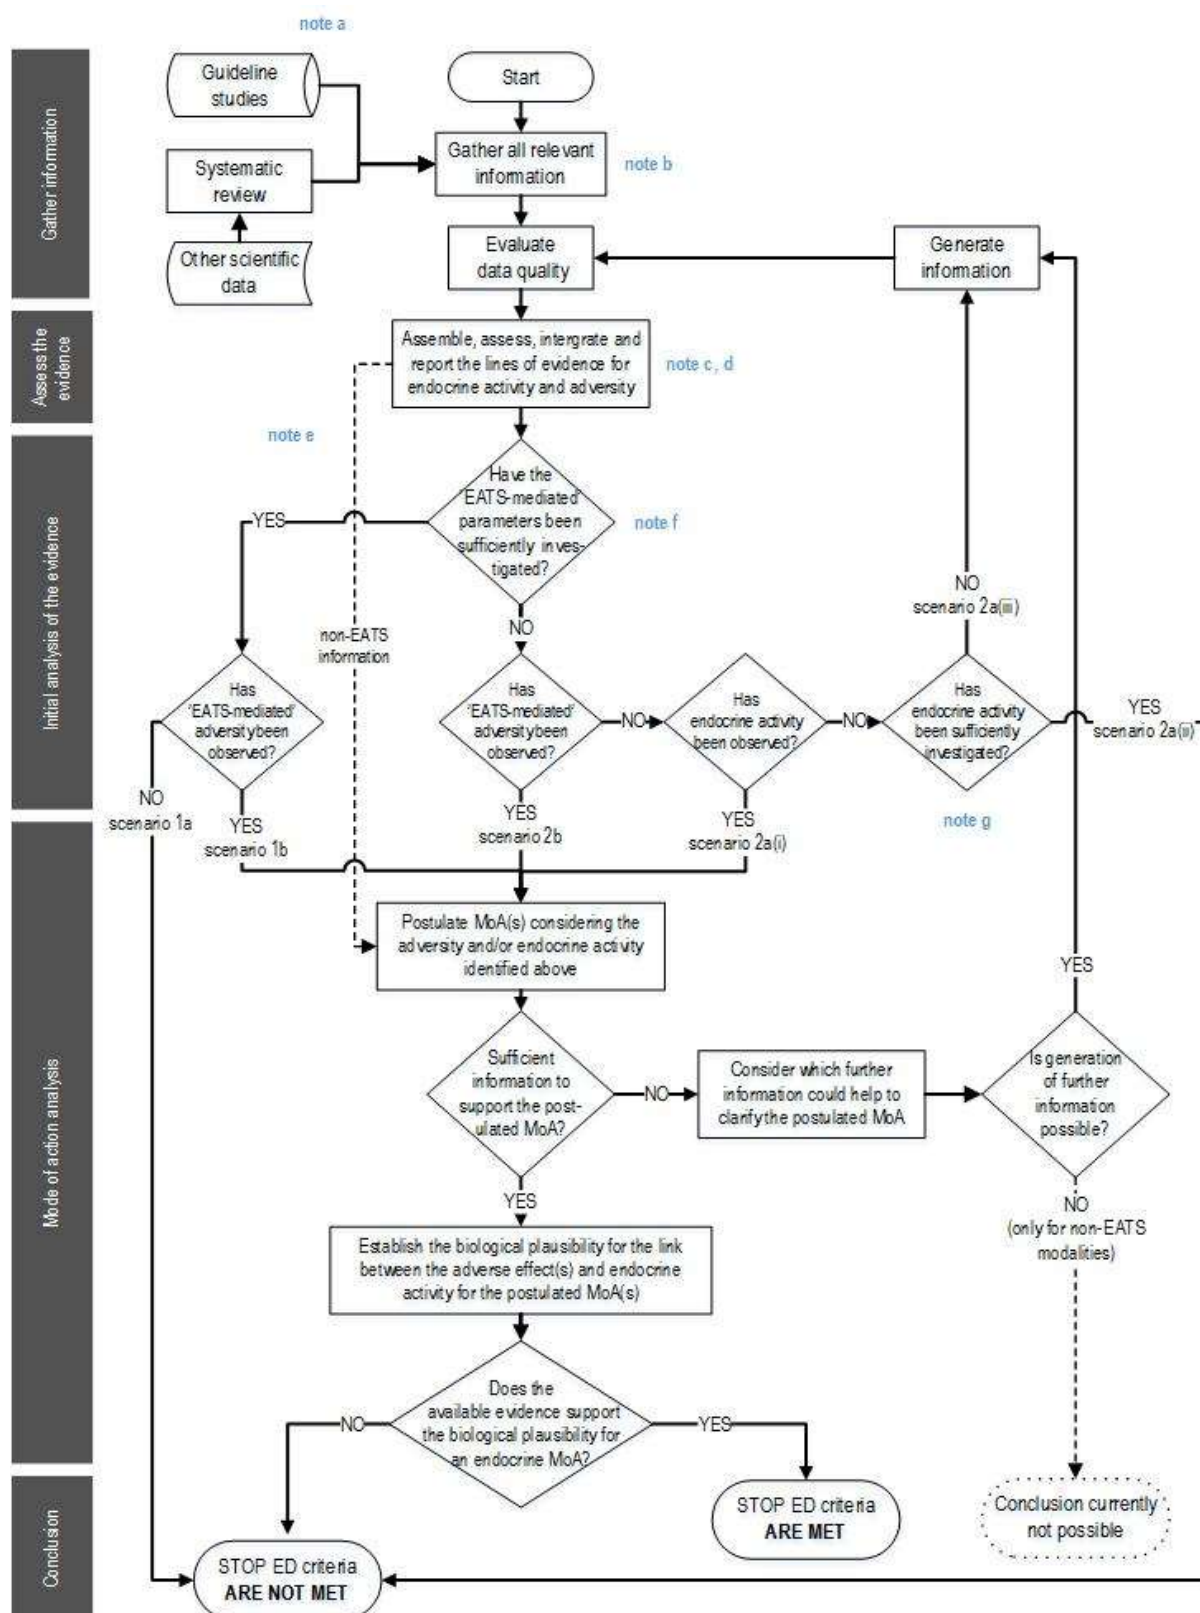 note a
Gather information
Guideline
studies
Start
Systematic
review
Gather all relevant
information
note b
Other scientific
data
Evaluate
data quality
Generate
information
Assess the
evidence
Assemble, assess, intergrate and
report the lines of evidence for
endocrine activity and adversity
note c, d
Initial analysis of the evidence
note e
Have the
'EATS-mediated'
parameters been
sufficiently inves-
tigated?
note f
YES
NO
non-EATS
information
NO
scenario 2a(iii)
Has
'EATS-mediated'
adversity been
observed?
Has
'EATS-mediated'
adversity been
observed?
NO
Has
endocrine activity
been observed?
NO
Has
endocrine activity
been sufficiently
investigated?
YES
scenario 2a(ii)
NO
scenario 1a
YES
scenario 1b
YES
scenario 2b
YES
scenario 2a(i)
note g
Mode of action analysis
Postulate MoA(s) considering the
adversity and/or endocrine activity
identified above
YES
Sufficient
information to
support the post-
ulated MoA?
NO
Consider which further
information could help to
clarify the postulated MoA
Is generation
of further
information
possible?
YES
NO
(only for non-EATS
modalities)
Establish the biological plausibility for the link
between the adverse effect(s) and endocrine
activity for the postulated MoA(s)
Does the
available evidence support
the biological plausibility for
an endocrine MoA?
NO
YES
Conclusion
STOP ED criteria
ARE NOT MET
STOP ED criteria
ARE MET
Conclusion currently
not possible